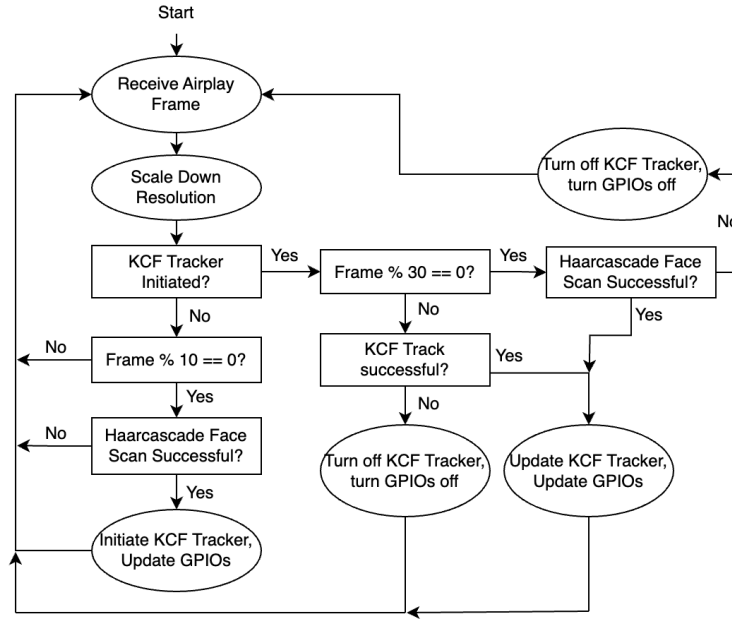 Start
Receive Airplay
Frame
Scale Down
Resolution
Turn off KCF Tracker,
turn GPIOs off
No
KCF Tracker
Initiated?
Yes
Frame % 30 == 0?
Yes
Haarcascade Face
Scan Successful?
No
No
Yes
No
Frame % 10 == 0?
KCF Track
successful?
Yes
Yes
No
No
Haarcascade Face
Scan Successful?
Turn off KCF Tracker,
turn GPIOs off
Update KCF Tracker,
Update GPIOs
Yes
Initiate KCF Tracker,
Update GPIOs